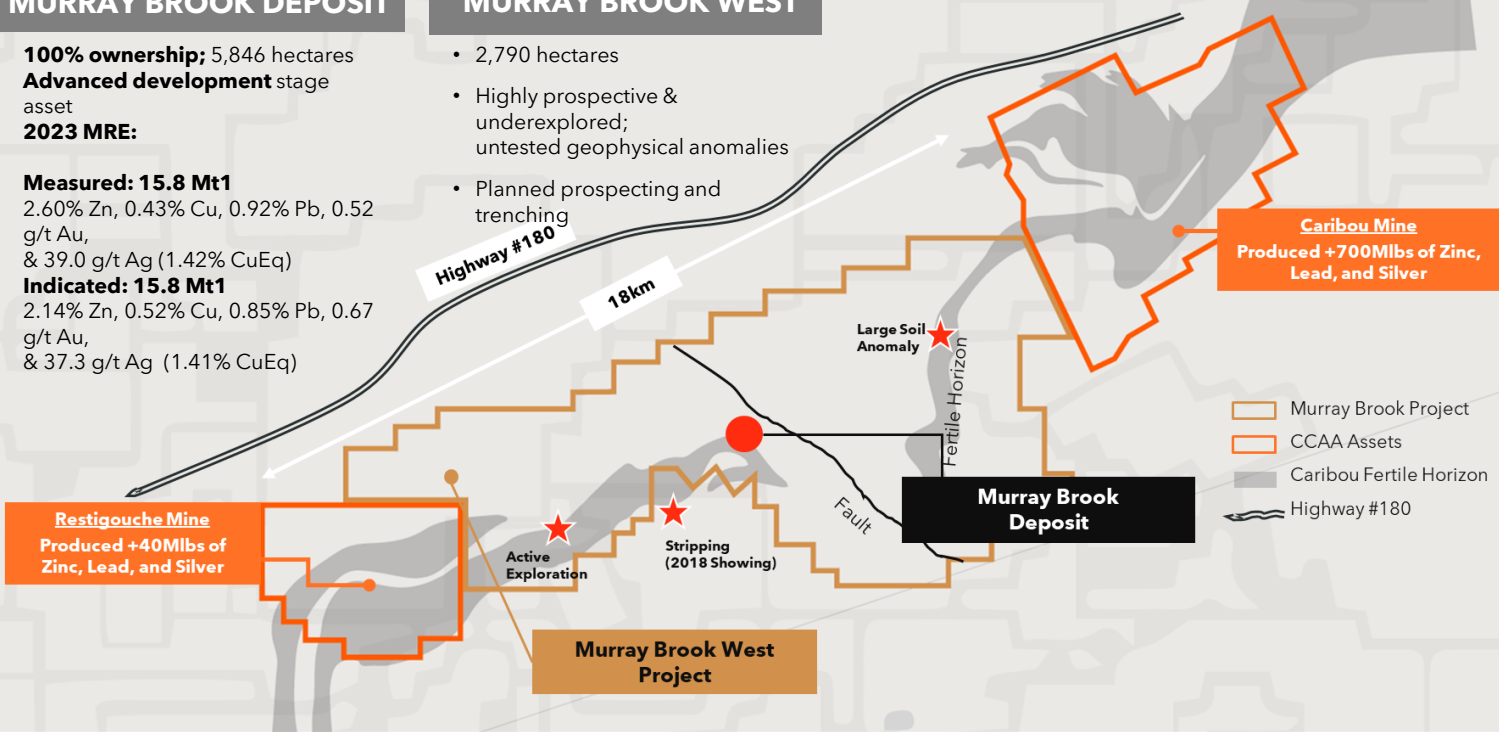 MURRAY BROOK DEPOSIT
100% ownership; 5,846 hectares
Advanced development stage
asset
2023 MRE:
Measured: 15.8 Mt1
2.60% Zn, 0.43% Cu, 0.92% Pb, 0.52
g/t Au,
& 39.0 g/t Ag (1.42% CuEq)
Indicated: 15.8 Mt1
2.14% Zn, 0.52% Cu, 0.85% Pb, 0.67
g/t Au,
& 37.3 g/t Ag (1.41% CuEq)
MURRAY BROOK WEST
• 2,790 hectares
• Highly prospective &
underexplored;
untested geophysical anomalies
• Planned prospecting and
trenching
Highway #180
18km
Caribou Mine
Produced +700Mlbs of Zinc,
Lead, and Silver
Large Soil
Anomaly
Fertile Horizon
Murray Brook
Deposit
Fault
Restigouche Mine
Produced +40Mlbs of
Zinc, Lead, and Silver
Active
Exploration
Stripping
(2018 Showing)
Murray Brook West
Project
Murray Brook Project
CCAA Assets
Caribou Fertile Horizon
Highway #180